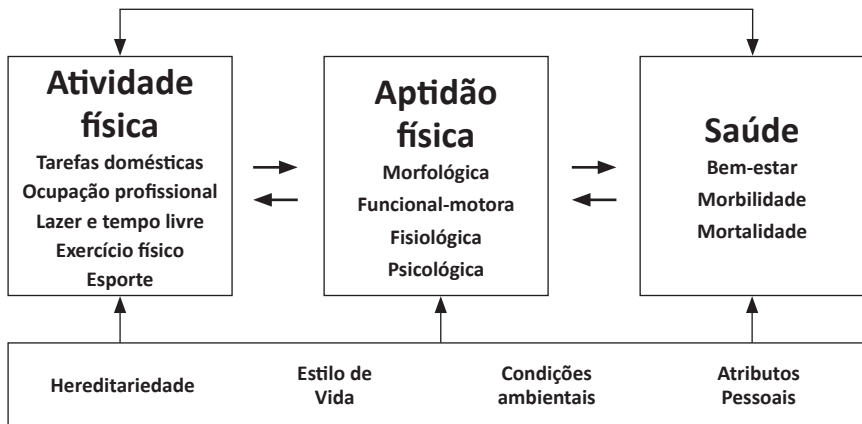 Atividade
física
Tarefas domésticas
Ocupação profissional
Lazer e tempo livre
Exercício físico
Esporte
Aptidão
física
Morfológica
Funcional-motora
Fisiológica
Psicológica
Saúde
Bem-estar
Morbilidade
Mortalidade
Hereditariedade
Estilo de
Vida
Condições
ambientais
Atributos
Pessoais